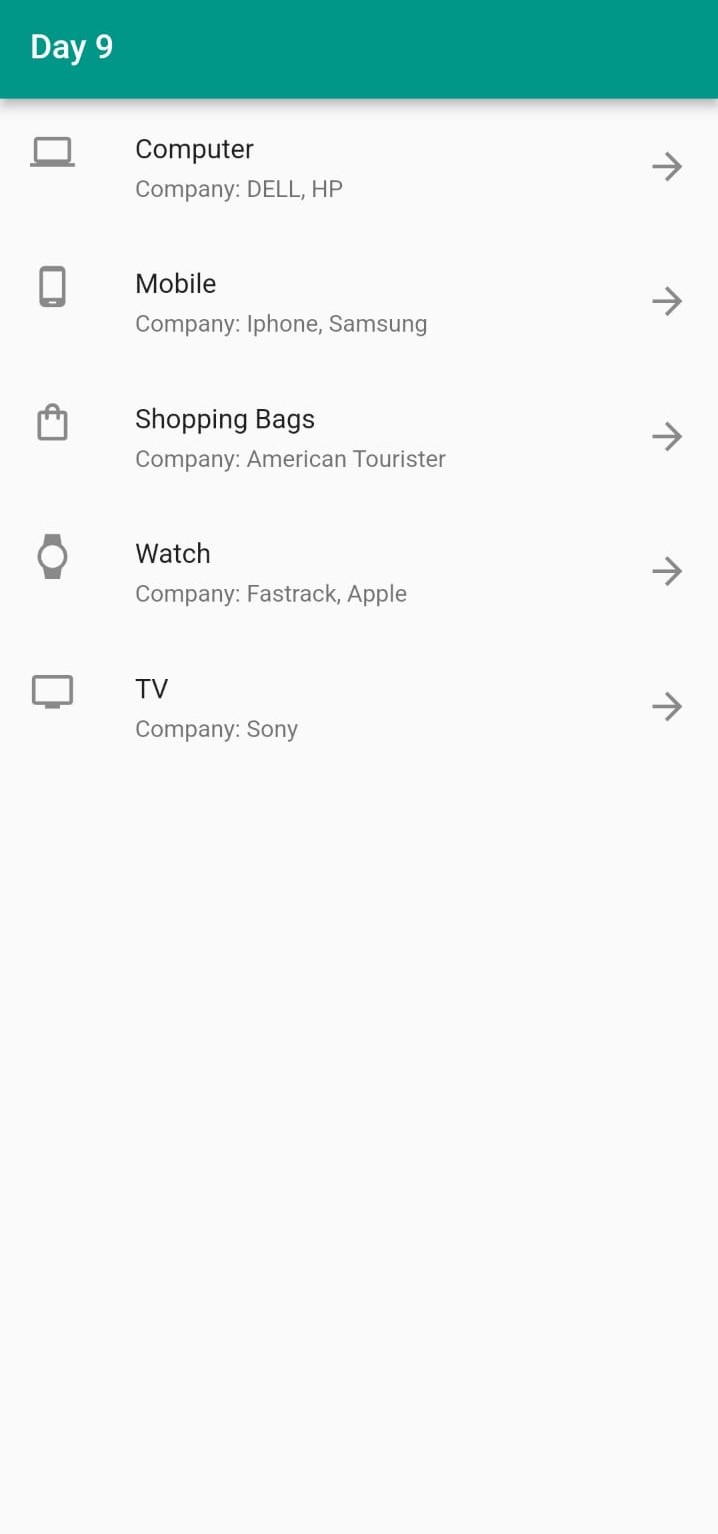 Day 9
Computer
Company: DELL, HP
Mobile
Company: Iphone, Samsung
Shopping Bags
Company: American Tourister
Watch
Company: Fastrack, Apple
TV
Company: Sony